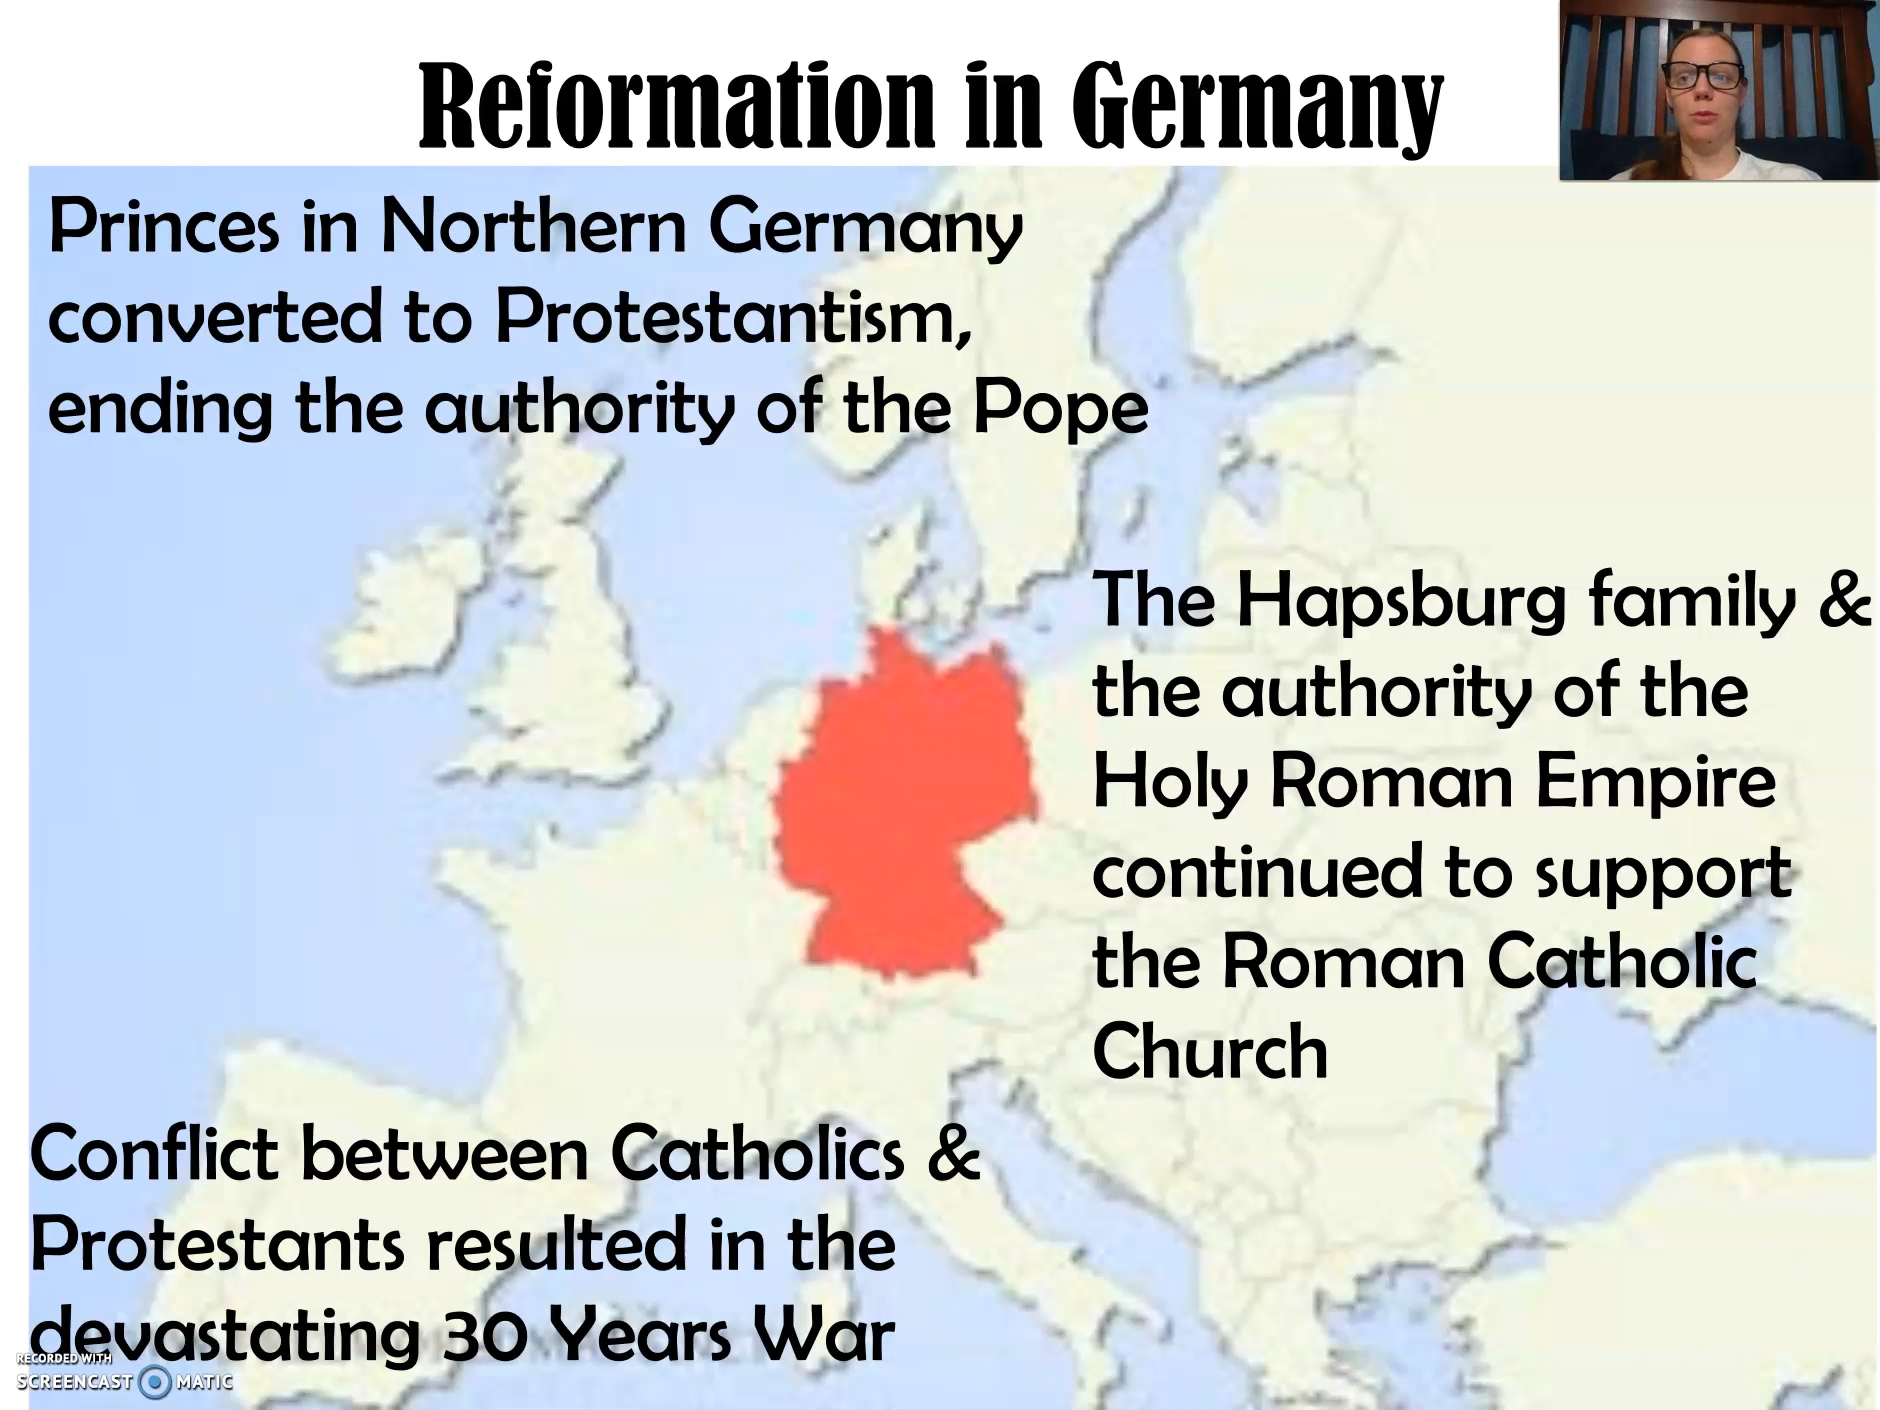 Reformation in Germany
Princes in Northern Germany
converted to Protestantism,
ending the authority of the Pope
The Hapsburg family &
the authority of the
Holy Roman Empire
continued to support
the Roman Catholic
Church
Conflict between Catholics &
Protestants resulted in the
devastating 30 Years War
RECORDED WITH
SCREENCAST MATIC